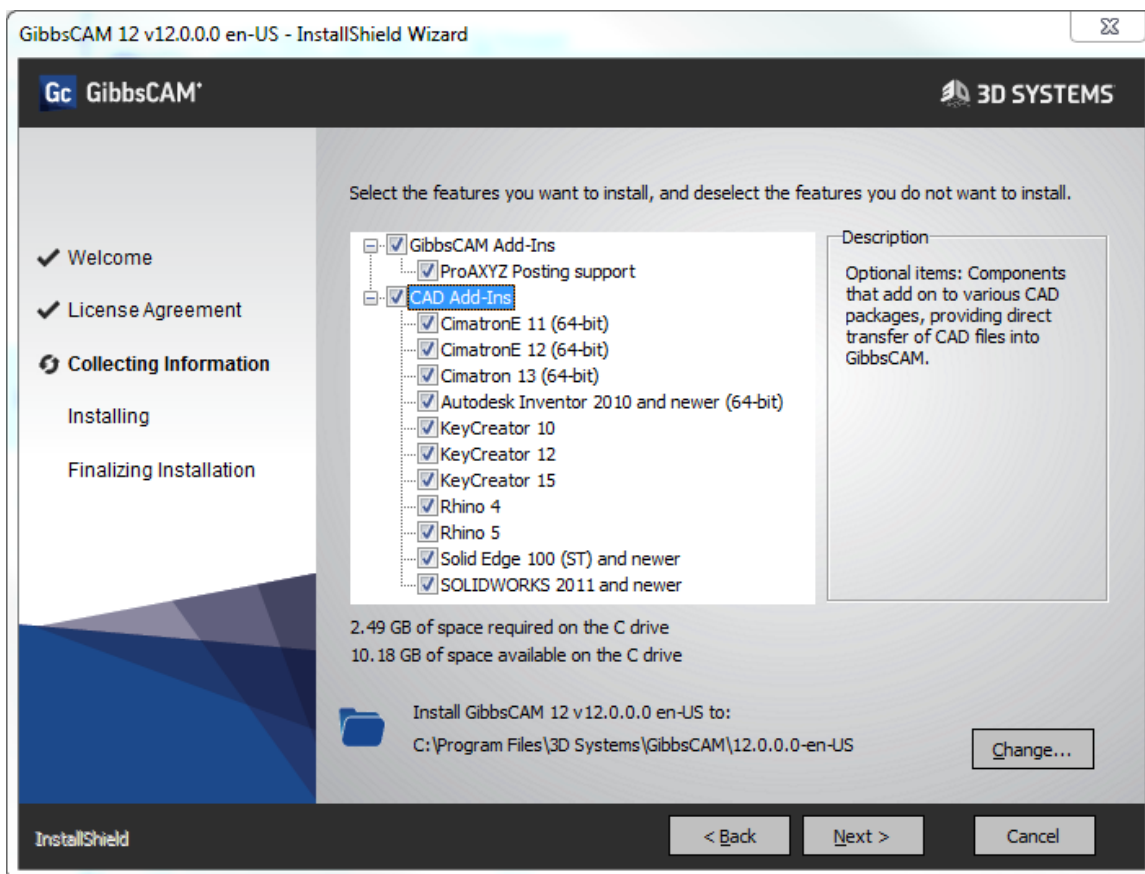 GibbsCAM 12 v12.0.0.0 en-US - InstallShield Wizard
Gc GibbsCAM
3D SYSTEMS
Welcome
License Agreement
Collecting Information
Installing
Finalizing Installation
Select the features you want to install, and deselect the features you do not want to install.
GibbsCAM Add-Ins
ProAXYZ Posting support
CAD Add-Ins
CimatronE 11 (64-bit)
CimatronE 12 (64-bit)
Cimatron 13 (64-bit)
Autodesk Inventor 2010 and newer (64-bit)
KeyCreator 10
KeyCreator 12
KeyCreator 15
Rhino 4
Rhino 5
Solid Edge 100 (ST) and newer
SOLIDWORKS 2011 and newer
Description
Optional items: Components
that add on to various CAD
packages, providing direct
transfer of CAD files into
GibbsCAM.
2.49 GB of space required on the C drive
10.18 GB of space available on the C drive
Install GibbsCAM 12 v12.0.0.0 en-US to:
C:\Program Files\3D Systems\GibbsCAM\12.0.0.0-en-US
Change...
InstallShield
< Back
Next >
Cancel